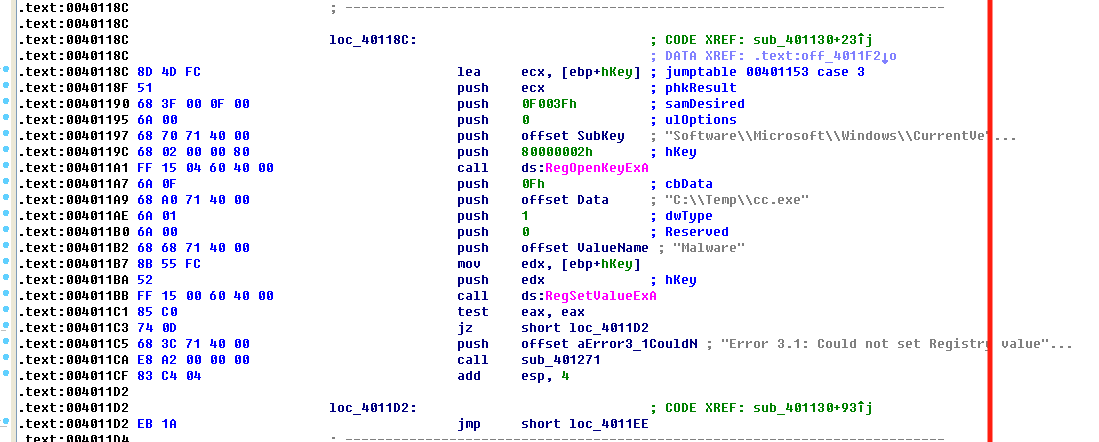 .text:0040118C ; ---------------------------------------------------------------------------
.text:0040118C
.text:0040118C loc_40118C: ; CODE XREF: sub_401130+23↑j
.text:0040118C ; DATA XREF: .text:off_4011F2↓o
.text:0040118C 8D 4D FC lea ecx, [ebp+hKey] ; jumptable 00401153 case 3
.text:0040118F 51 push ecx ; phkResult
.text:00401190 68 3F 00 0F 00 push 0F003Fh ; samDesired
.text:00401195 6A 00 push 0 ; ulOptions
.text:00401197 68 70 71 40 00 push offset SubKey ; "Software\\Microsoft\\Windows\\CurrentVe"...
.text:0040119C 68 02 00 00 80 push 80000002h ; hKey
.text:004011A1 FF 15 04 60 40 00 call ds:RegOpenKeyExA
.text:004011A7 6A 0F push 0Fh ; cbData
.text:004011A9 68 A0 71 40 00 push offset Data ; "C:\\Temp\\cc.exe"
.text:004011AE 6A 01 push 1 ; dwType
.text:004011B0 6A 00 push 0 ; Reserved
.text:004011B2 68 68 71 40 00 push offset ValueName ; "Malware"
.text:004011B7 8B 55 FC mov edx, [ebp+hKey]
.text:004011BA 52 push edx ; hKey
.text:004011BB FF 15 00 60 40 00 call ds:RegSetValueExA
.text:004011C1 85 C0 test eax, eax
.text:004011C3 74 0D jz short loc_4011D2
.text:004011C5 68 3C 71 40 00 push offset aError3_1CouldN ; "Error 3.1: Could not set Registry value"...
.text:004011CA E8 A2 00 00 00 call sub_401271
.text:004011CF 83 C4 04 add esp, 4
.text:004011D2
.text:004011D2 loc_4011D2: ; CODE XREF: sub_401130+93↑j
.text:004011D2 EB 1A jmp short loc_4011EE
.text:004011D4 ; ---------------------------------------------------------------------------